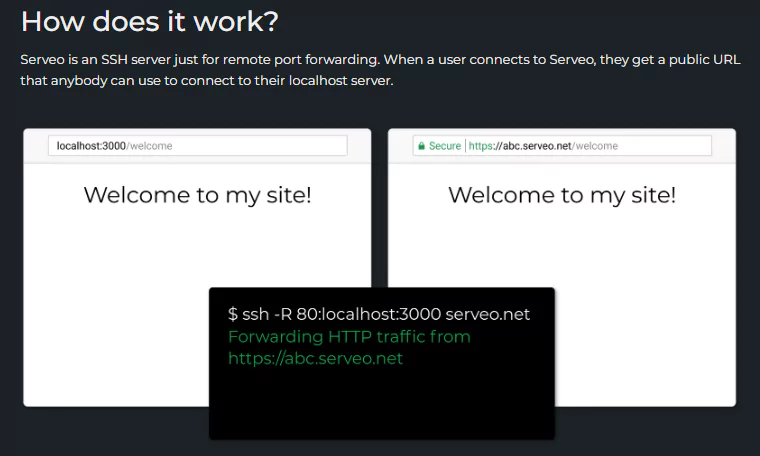 How does it work?
Serveo is an SSH server just for remote port forwarding. When a user connects to Serveo, they get a public URL
that anybody can use to connect to their localhost server.
localhost:3000/welcome
Welcome to my site!
Secure https://abc.serveo.net/welcome
Welcome to my site!
$ ssh -R 80:localhost:3000 serveo.net
Forwarding HTTP traffic from
https://abc.serveo.net